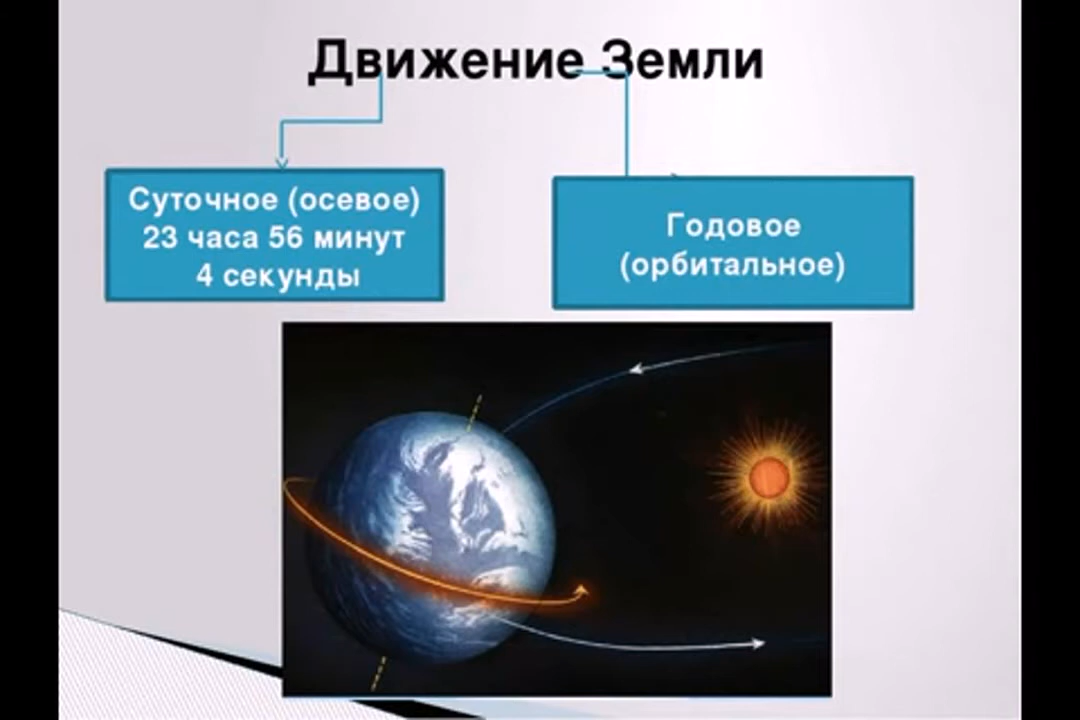 Движение Земли
Суточное (осевое)
23 часа 56 минут
4 секунды
Годовое
(орбитальное)